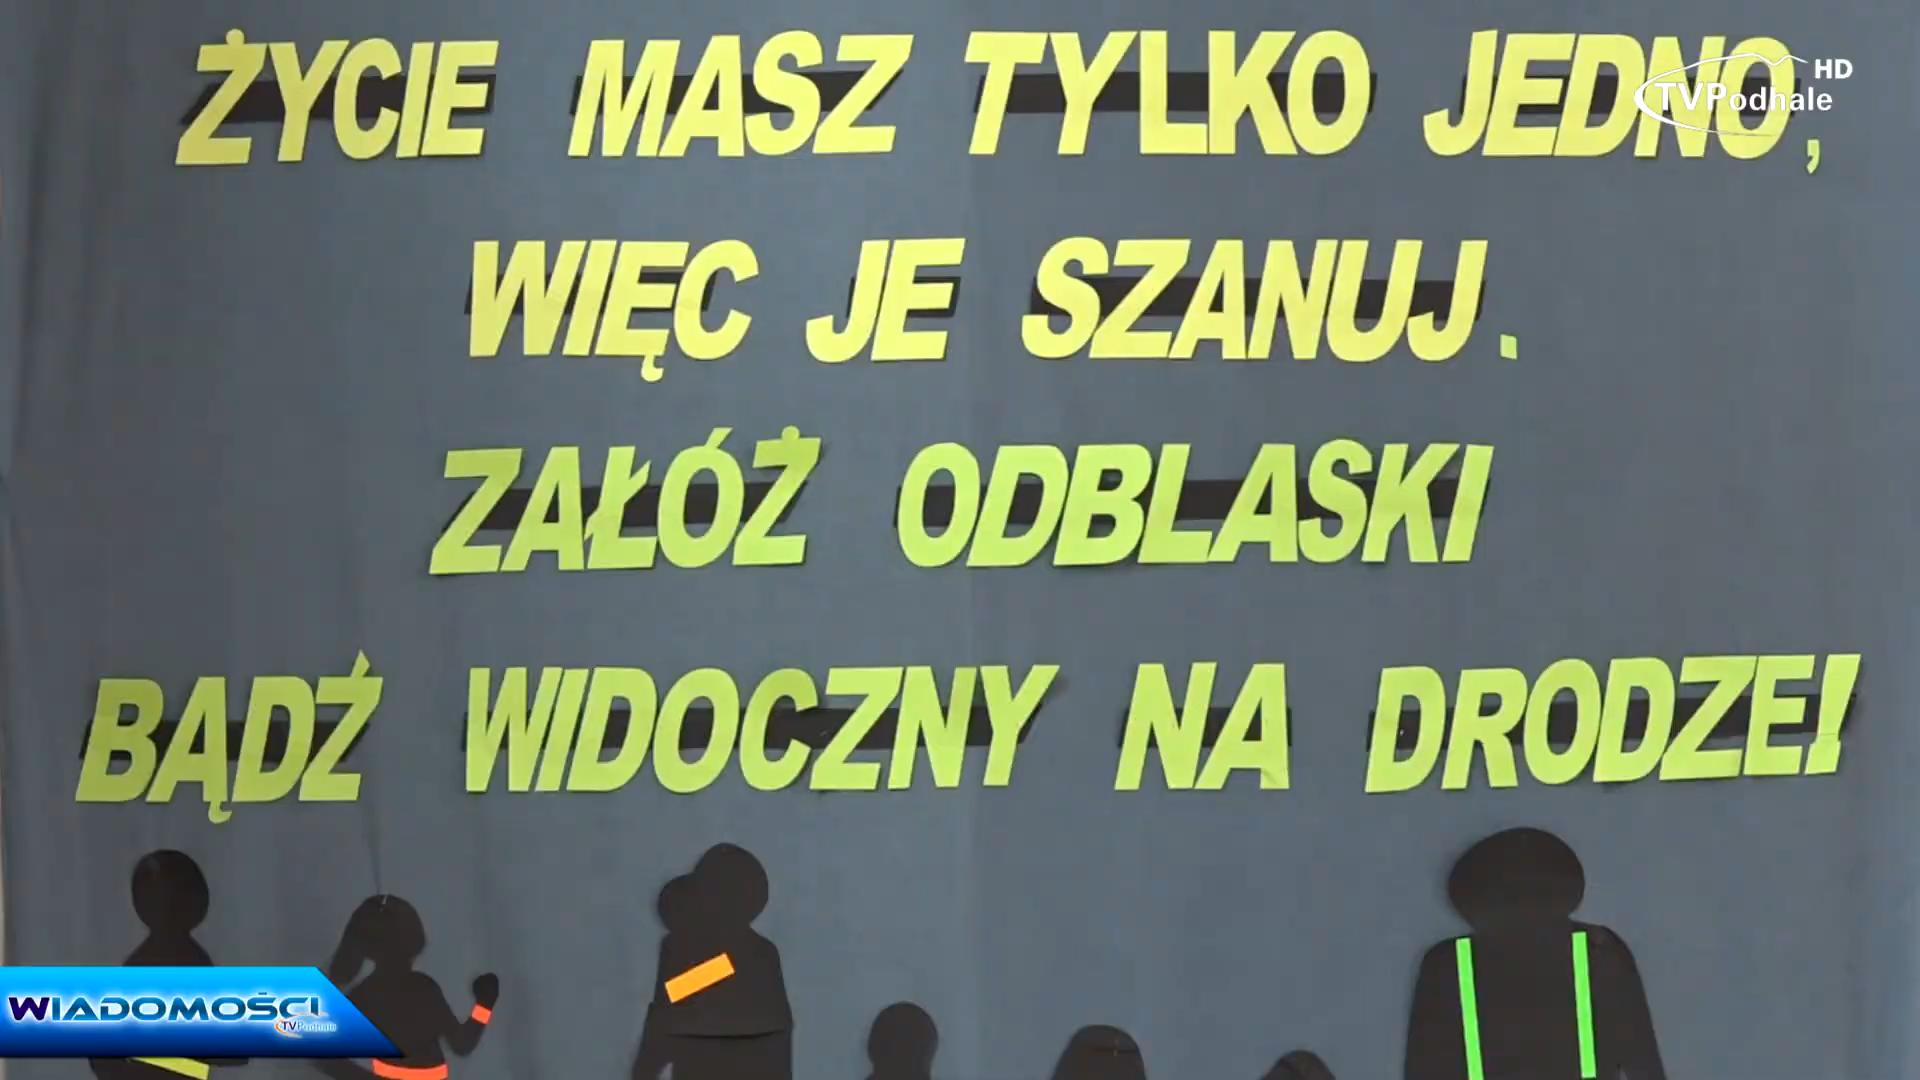 ŻYCIE MASZ TYLKO JEDNO,
HD
TVPodhale
WIĘC JE SZANUJ.
ZAŁÓŻ ODBLASKI
BĄDŹ WIDOCZNY NA DRODZE!
WIADOMOŚCI
TVPodhale